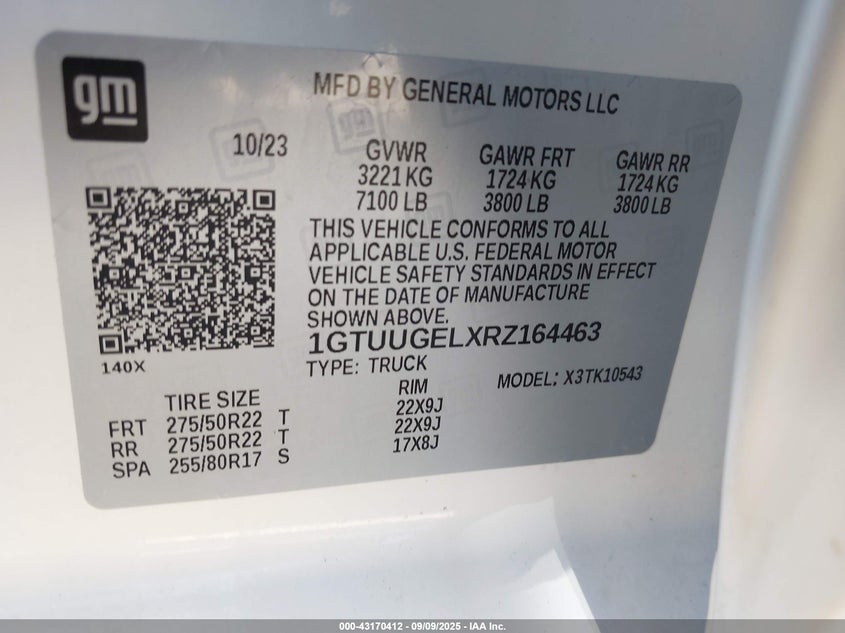 gm
MFD BY GENERAL MOTORS LLC
10/23
GVWR GAWR FRT GAWR RR
3221 KG 1724 KG 1724 KG
7100 LB 3800 LB 3800 LB
THIS VEHICLE CONFORMS TO ALL
APPLICABLE U.S. FEDERAL MOTOR
VEHICLE SAFETY STANDARDS IN EFFECT
ON THE DATE OF MANUFACTURE
SHOWN ABOVE.
1GTUUGELXRZ164463
140X
TYPE: TRUCK MODEL: X3TK10543
TIRE SIZE RIM
FRT 275/50R22 T 22X9J
RR 275/50R22 T 22X9J
SPA 255/80R17 S 17X8J
000-43170412 - 09/09/2025 - IAA Inc.